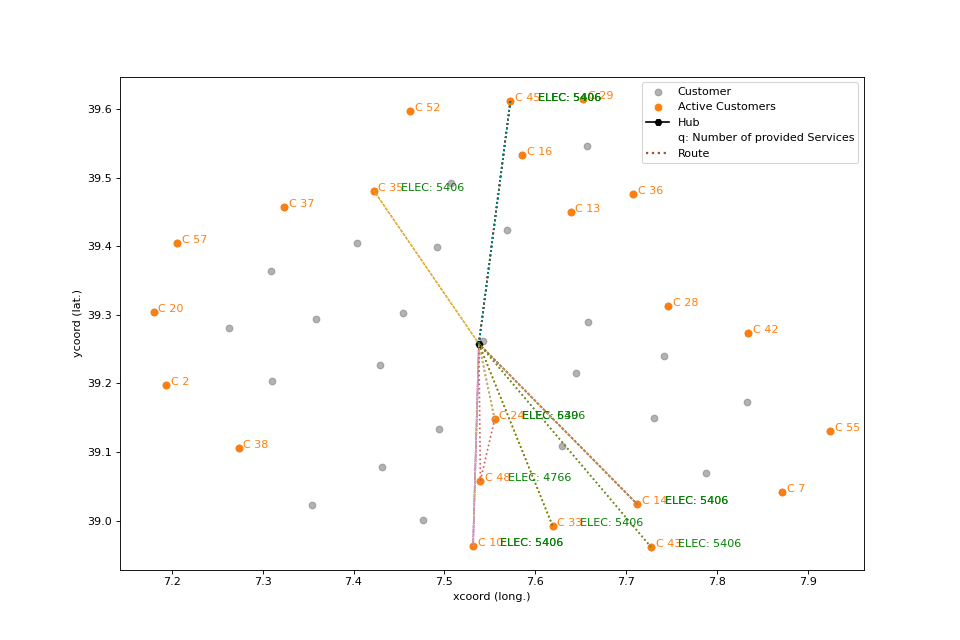 39.6
39.5
39.4
39.3
39.2
39.1
39.0
7.2
7.3
7.4
7.5
7.6
7.7
7.8
7.9
xcoord (long.)
ycoord (lat.)
Customer
Active Customers
Hub
q: Number of provided Services
Route
C 52
C 45
ELEC: 5406
C 29
C 16
C 35
ELEC: 5406
C 37
C 36
C 13
C 57
C 20
C 28
C 42
C 2
C 24
C 38
C 55
C 48
ELEC: 4766
C 7
C 14
ELEC: 5406
C 33
ELEC: 5406
C 10
ELEC: 5406
C 43
ELEC: 5406